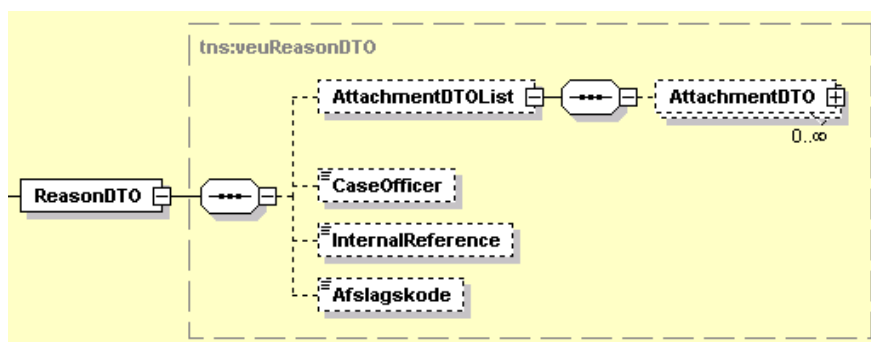 tns:veuReasonDTO
AttachmentDTOList
AttachmentDTO
0..∞
ReasonDTO
CaseOfficer
InternalReference
Afslagskode